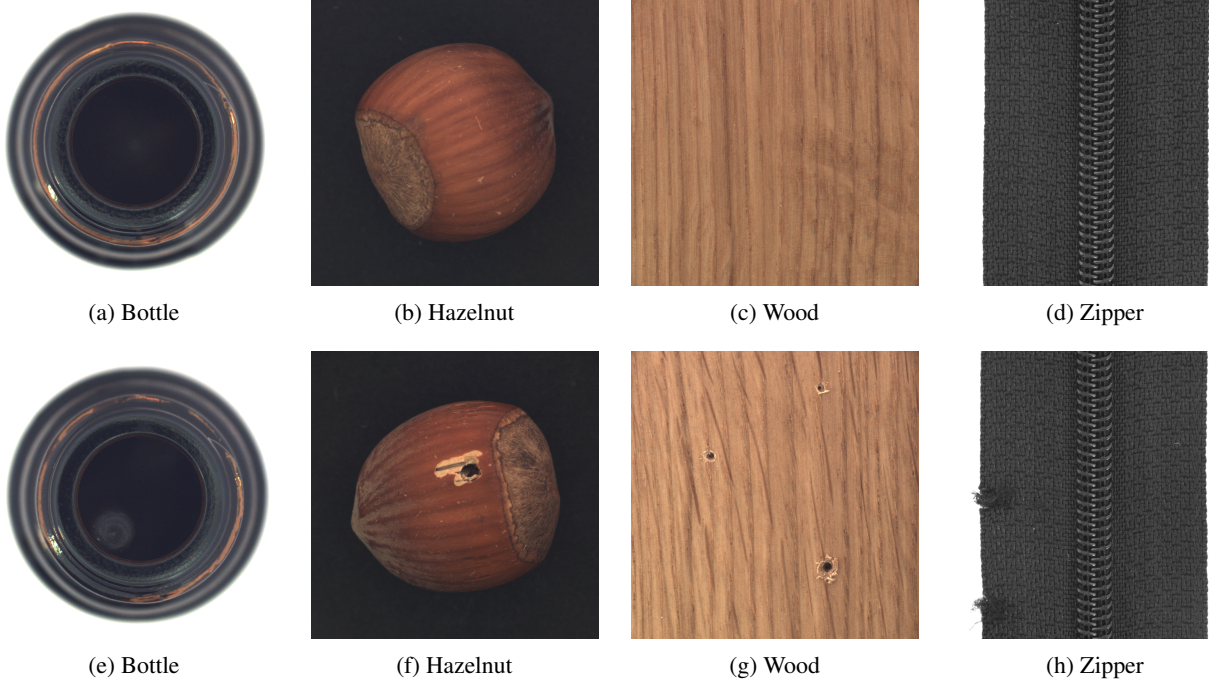 (a) Bottle
(b) Hazelnut
(c) Wood
(d) Zipper
(e) Bottle
(f) Hazelnut
(g) Wood
(h) Zipper